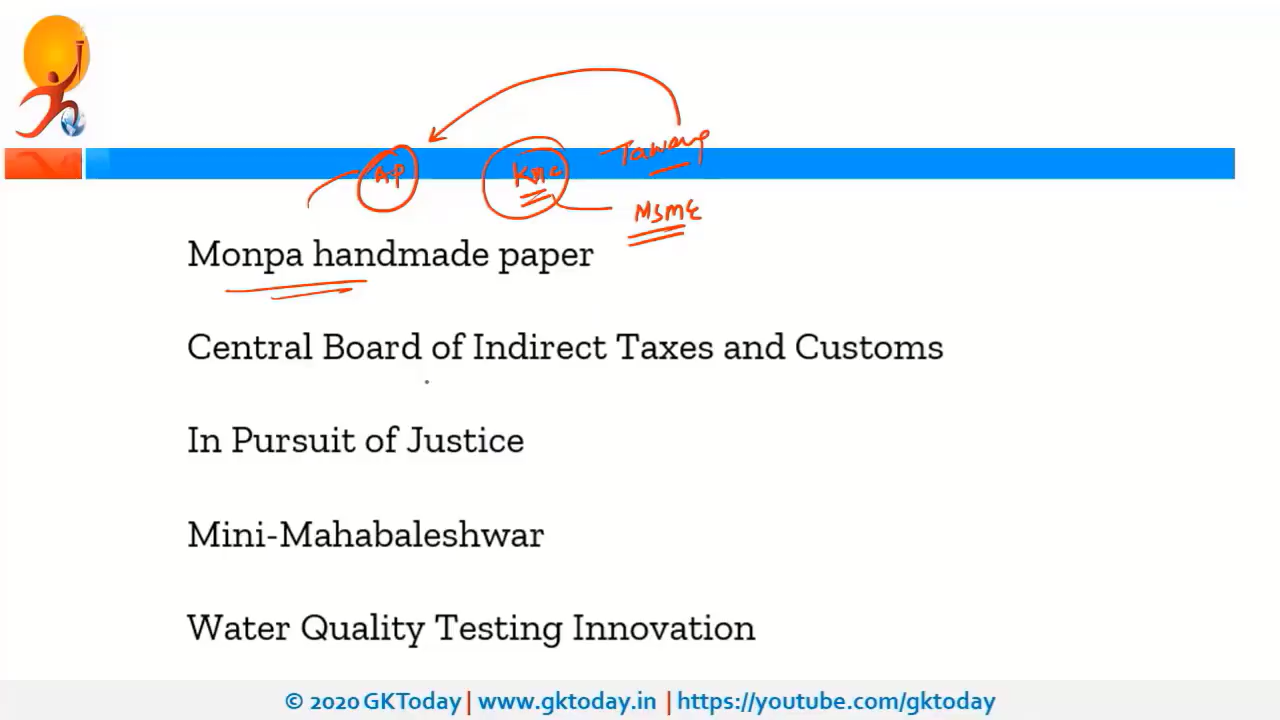 Tawang
AP
KMC
MSME
Monpa handmade paper
Central Board of Indirect Taxes and Customs
In Pursuit of Justice
Mini-Mahabaleshwar
Water Quality Testing Innovation
© 2020 GKToday | www.gktoday.in | https://youtube.com/gktoday